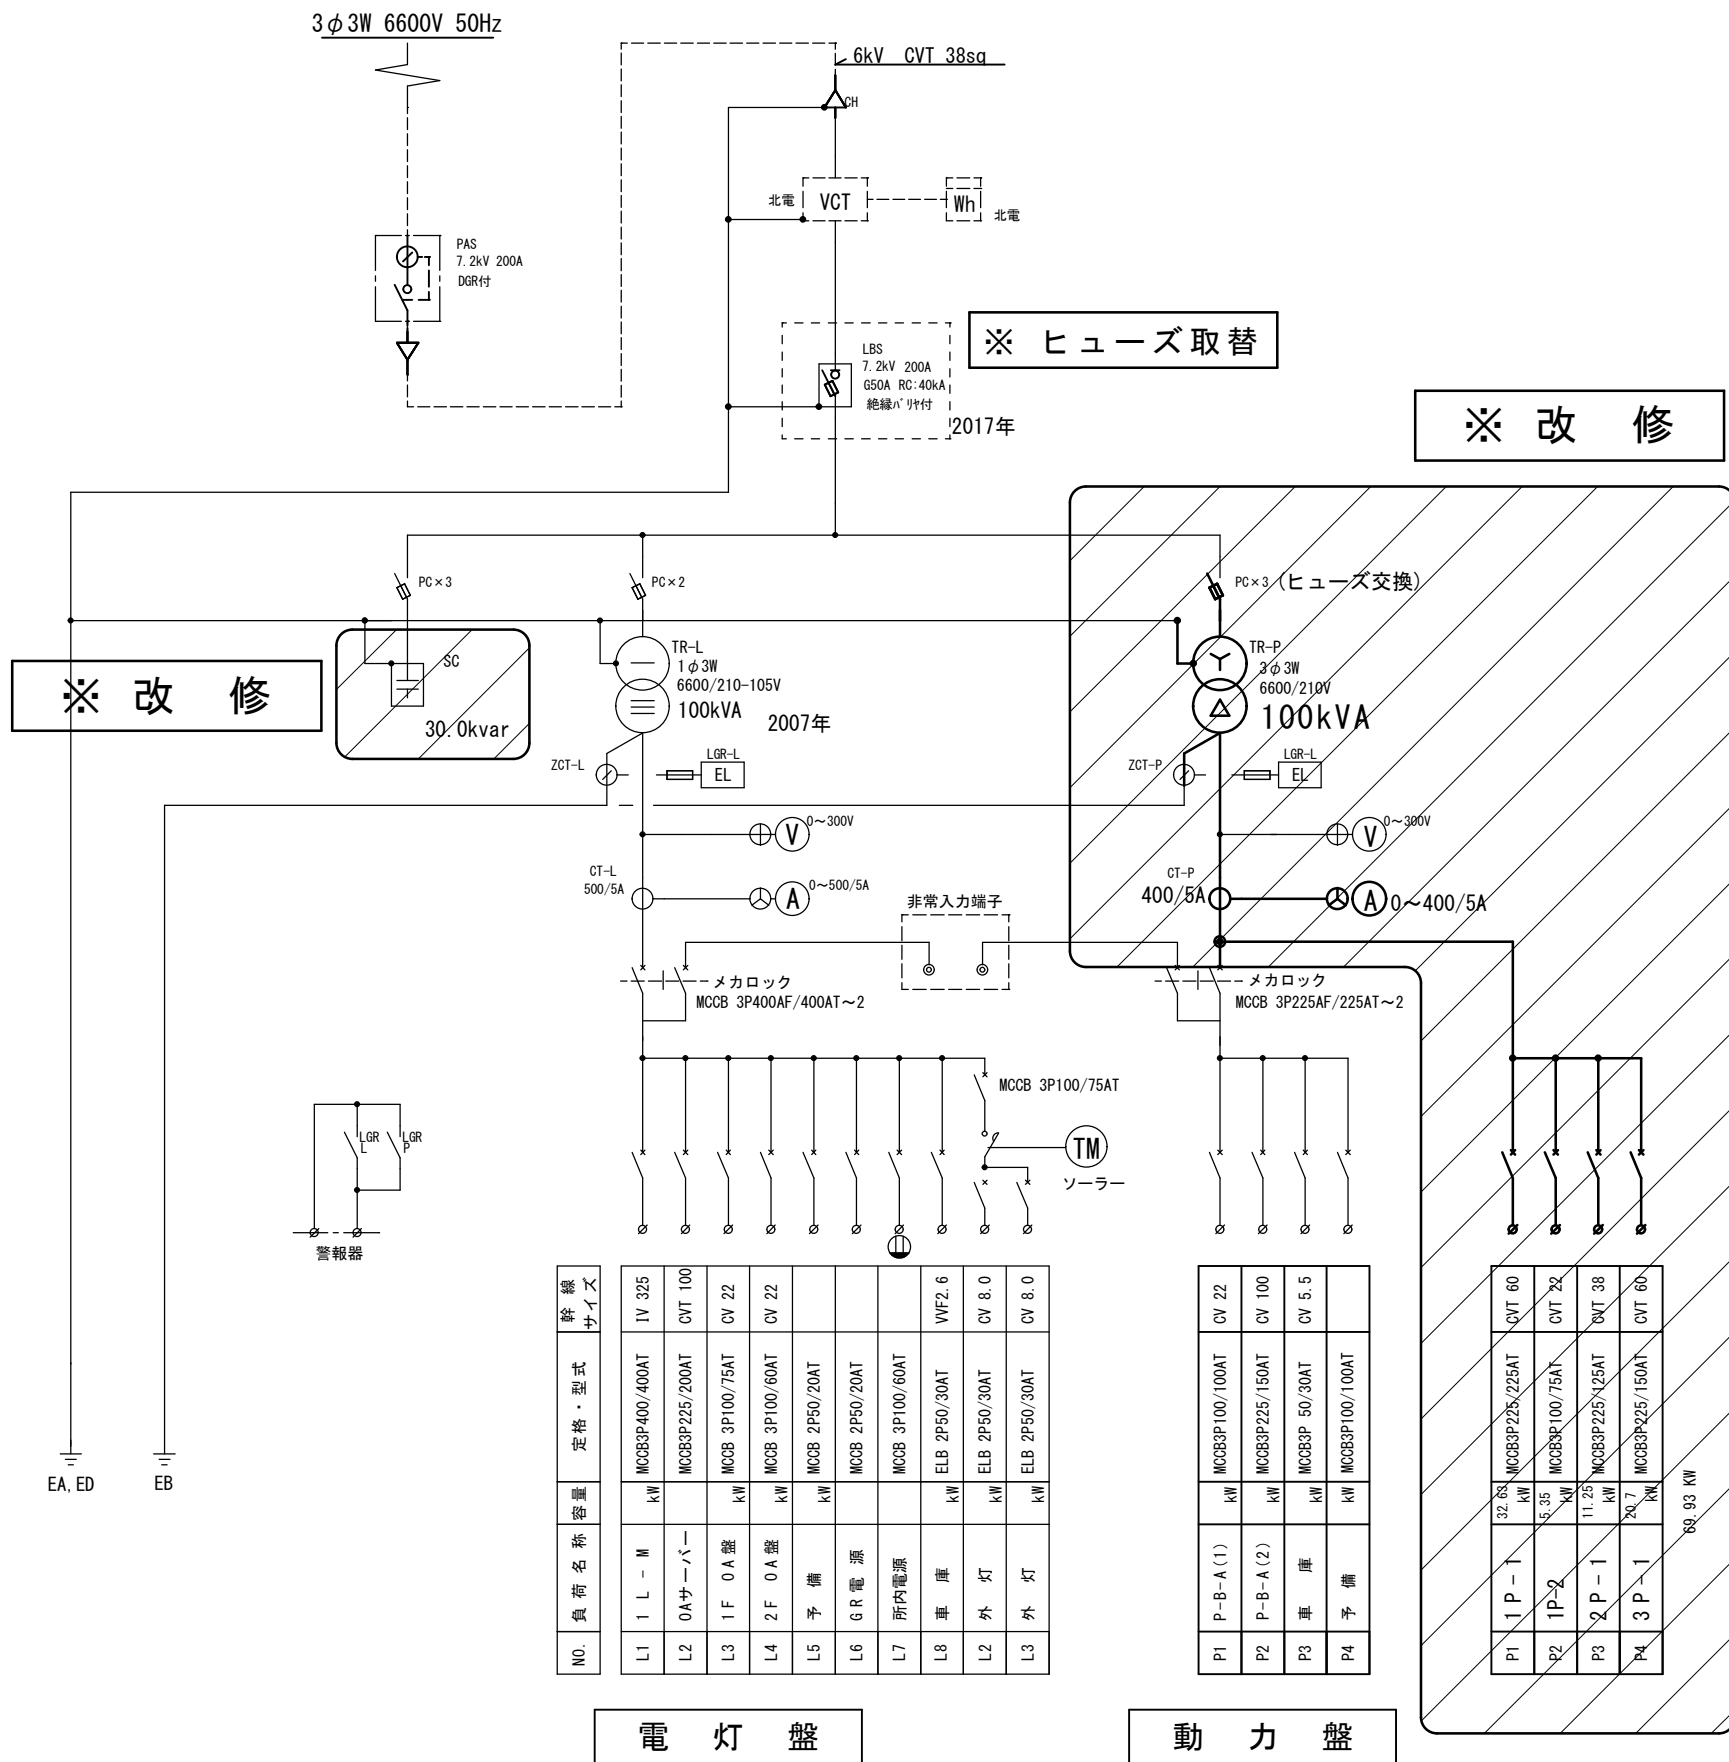 3φ3W 6600V 50Hz
6kV CVT 38sq
CH
北電
VCT
Wh
北電
PAS
7.2kV 200A
DGR付
※ ヒューズ取替
LBS
7.2kV 200A
G50A RC:40kA
絶縁バリヤ付
2017年
※ 改 修
PC×3
PC×2
PC×3 (ヒューズ交換)
※ 改 修
SC
30.0kvar
TR-L
1φ3W
6600/210-105V
100kVA
2007年
TR-P
3φ3W
6600/210V
100kVA
ZCT-L
LGR-L
EL
ZCT-P
LGR-L
EL
V
0〜300V
V
0〜300V
CT-L
500/5A
A
0〜500/5A
非常入力端子
CT-P
400/5A
A
0〜400/5A
メカロック
MCCB 3P400AF/400AT〜2
メカロック
MCCB 3P225AF/225AT〜2
MCCB 3P100/75AT
TM
ソーラー
LGR
L
LGR
P
警報器
EA,ED
EB
幹線サイズ
定格・型式
容量
負荷名称
NO.
IV 325
MCCB3P400/400AT
kW
1L-M
L1
CVT 100
MCCB3P225/200AT
OAサーバー
L2
CV 22
MCCB 3P100/75AT
kW
1F OA盤
L3
CV 22
MCCB 3P100/60AT
kW
2F OA盤
L4
MCCB 2P50/20AT
kW
予備
L5
MCCB 2P50/20AT
GR電源
L6
MCCB 3P100/60AT
所内電源
L7
VVF2.6
ELB 2P50/30AT
kW
車庫
L8
CV 8.0
ELB 2P50/30AT
kW
外灯
L2
CV 8.0
ELB 2P50/30AT
kW
外灯
L3
CV 22
MCCB3P100/100AT
kW
P-B-A(1)
P1
CV 100
MCCB3P225/150AT
kW
P-B-A(2)
P2
CV 5.5
MCCB3P 50/30AT
kW
車庫
P3
MCCB3P100/100AT
kW
予備
P4
CVT 60
MCCB3P225/225AT
32.63 kW
1P-1
P1
CVT 22
MCCB3P100/75AT
5.35 kW
1P-2
P2
CVT 38
MCCB3P225/125AT
11.25 kW
2P-1
P3
CVT 60
MCCB3P225/150AT
20.7 kW
3P-1
P4
69.93 KW
電 灯 盤
動 力 盤